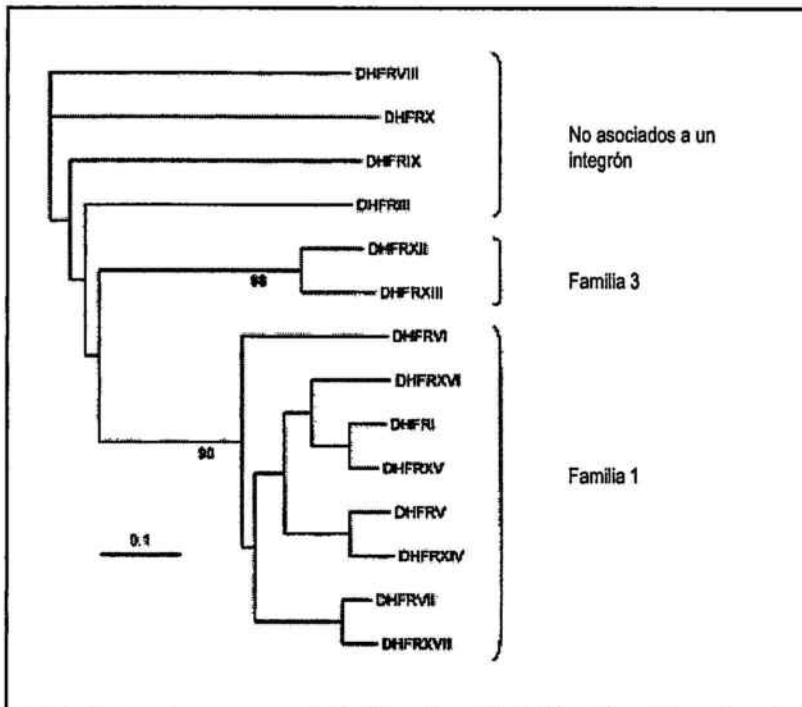 DHFRVIII
DHFRX
DHFRIX
DHFRIII
No asociados a un
integrón
DHFRXII
98
DHFRXIII
Familia 3
DHFRVI
DHFRXVI
DHFRI
90
DHFRXV
Familia 1
DHFRV
0.1
DHFRXIV
DHFRVII
DHFRXVII